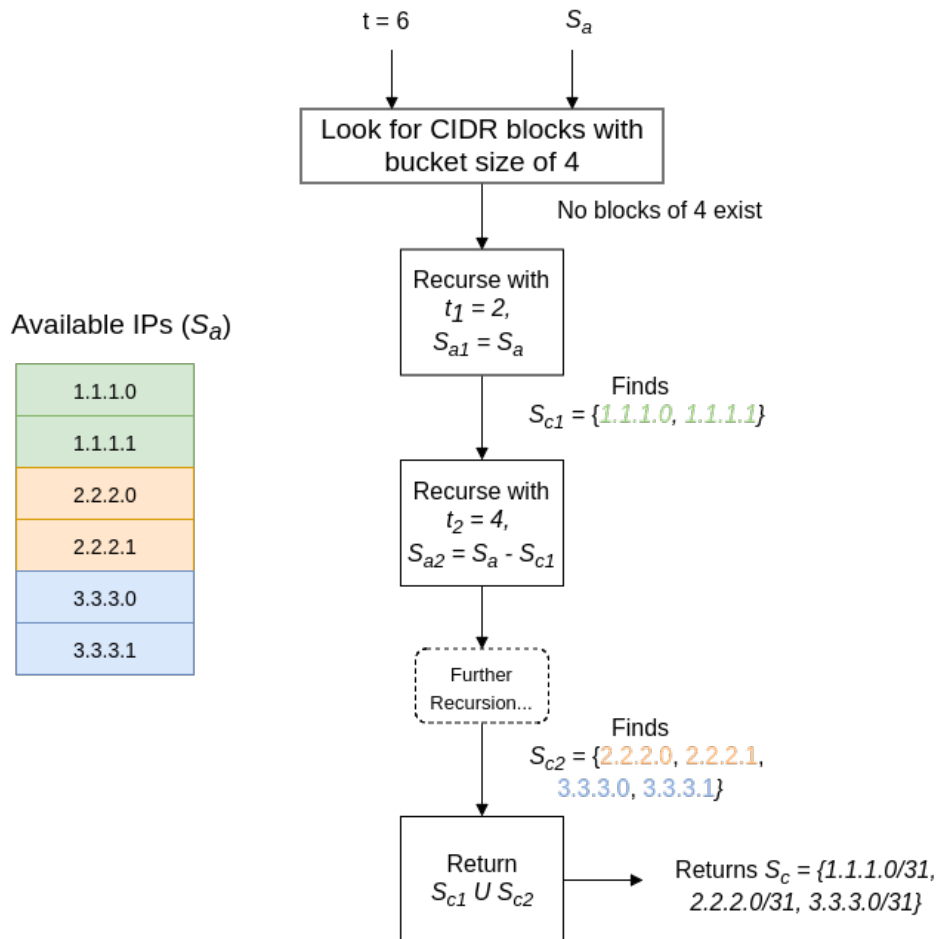 t = 6
Sa
Look for CIDR blocks with
bucket size of 4
No blocks of 4 exist
Recurse with
t1 = 2,
Sa1 = Sa
Available IPs (Sa)
1.1.1.0
1.1.1.1
2.2.2.0
2.2.2.1
3.3.3.0
3.3.3.1
Finds
Sc1 = {1.1.1.0, 1.1.1.1}
Recurse with
t2 = 4,
Sa2 = Sa - Sc1
Further
Recursion...
Finds
Sc2 = {2.2.2.0, 2.2.2.1,
3.3.3.0, 3.3.3.1}
Return
Sc1 U Sc2
Returns Sc = {1.1.1.0/31,
2.2.2.0/31, 3.3.3.0/31}